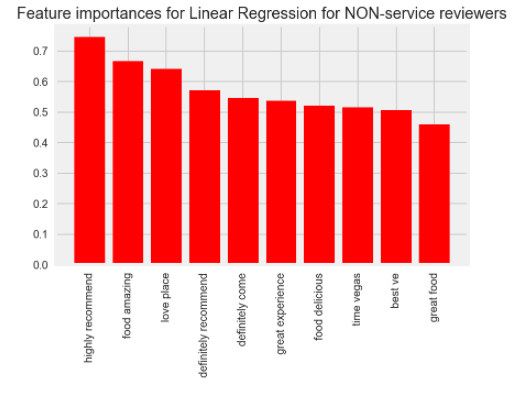 Feature importances for Linear Regression for NON-service reviewers
0.7
0.6
0.5
0.4
0.3
0.2
0.1
0.0
highly recommend
food amazing
love place
definitely recommend
definitely come
great experience
food delicious
time vegas
best ve
great food